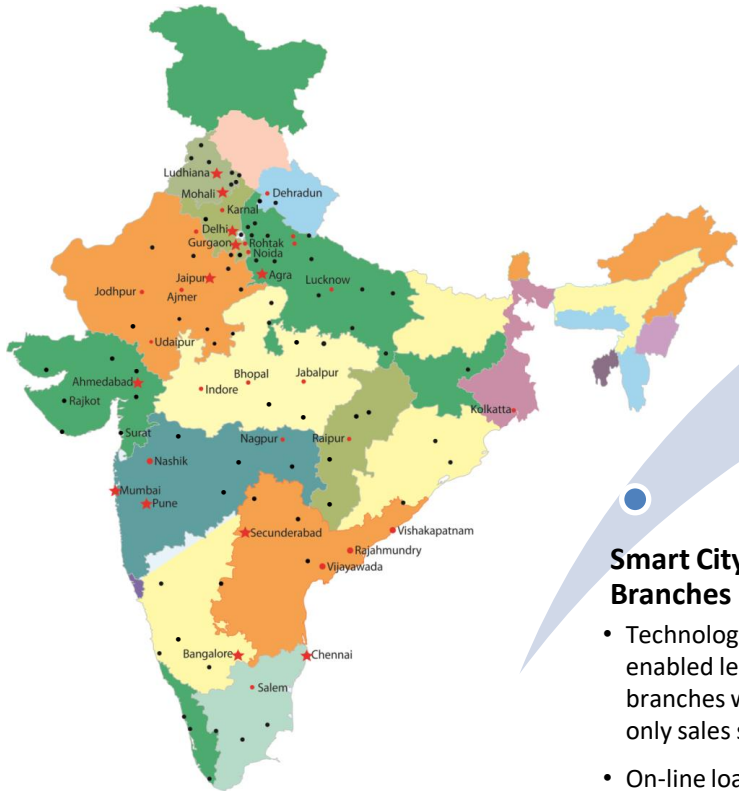 Ludhiana
Mohali
Dehradun
Karnal
Delhi
Gurgaon
Rohtak
Noida
Jaipur
Agra
Lucknow
Jodhpur
Ajmer
Udaipur
Ahmedabad
Bhopal
Jabalpur
Indore
Rajkot
Kolkatta
Surat
Nagpur
Raipur
Nashik
Mumbai
Pune
Secunderabad
Vishakapatnam
Rajahmundry
Vijayawada
Bangalore
Chennai
Salem
Smart City
Branches
• Technolog
enabled le
branches w
only sales s
• On-line loa